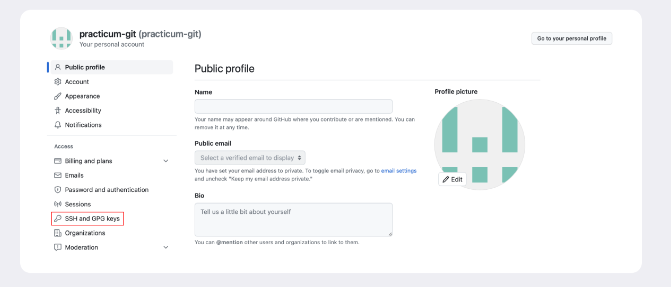 practicum-git (practicum-git)
Your personal account
Go to your personal profile
Public profile
Account
Appearance
Accessibility
Notifications
Access
Billing and plans
Emails
Password and authentication
Sessions
SSH and GPG keys
Organizations
Moderation
Public profile
Name
Your name may appear around GitHub where you contribute or are mentioned. You can
remove it at any time.
Public email
Select a verified email to display
You have set your email address to private. To toggle email privacy, go to email settings
and uncheck "Keep my email address private."
Bio
Tell us a little bit about yourself
You can @mention other users and organizations to link to them.
Profile picture
Edit